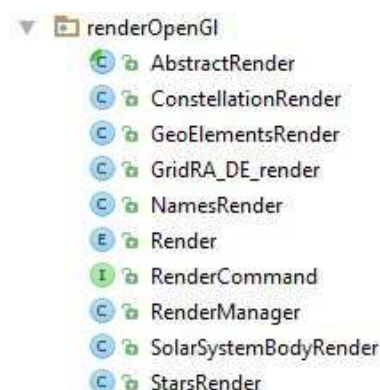 renderOpenGl
C AbstractRender
C ConstellationRender
C GeoElementsRender
C GridRA_DE_render
C NamesRender
E Render
I RenderCommand
C RenderManager
C SolarSystemBodyRender
C StarsRender